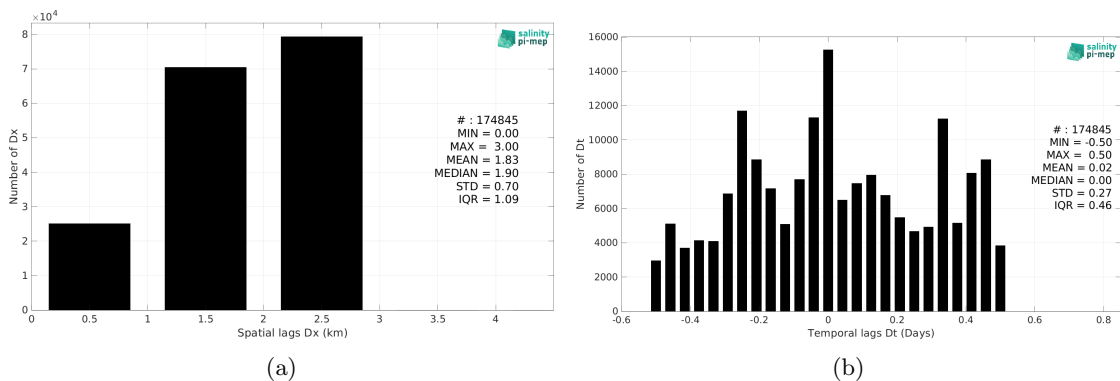 ×10⁴
8
7
6
5
4
3
2
1
0
Number of Dx
0 0.5 1 1.5 2 2.5 3 3.5 4
Spatial lags Dx (km)
salinity
pi-mep
# : 174845
MIN = 0.00
MAX = 3.00
MEAN = 1.83
MEDIAN = 1.90
STD = 0.70
IQR = 1.09
(a)
16000
14000
12000
10000
8000
6000
4000
2000
0
Number of Dt
-0.6 -0.4 -0.2 0 0.2 0.4 0.6 0.8
Temporal lags Dt (Days)
salinity
pi-mep
# : 174845
MIN = -0.50
MAX = 0.50
MEAN = 0.02
MEDIAN = 0.00
STD = 0.27
IQR = 0.46
(b)